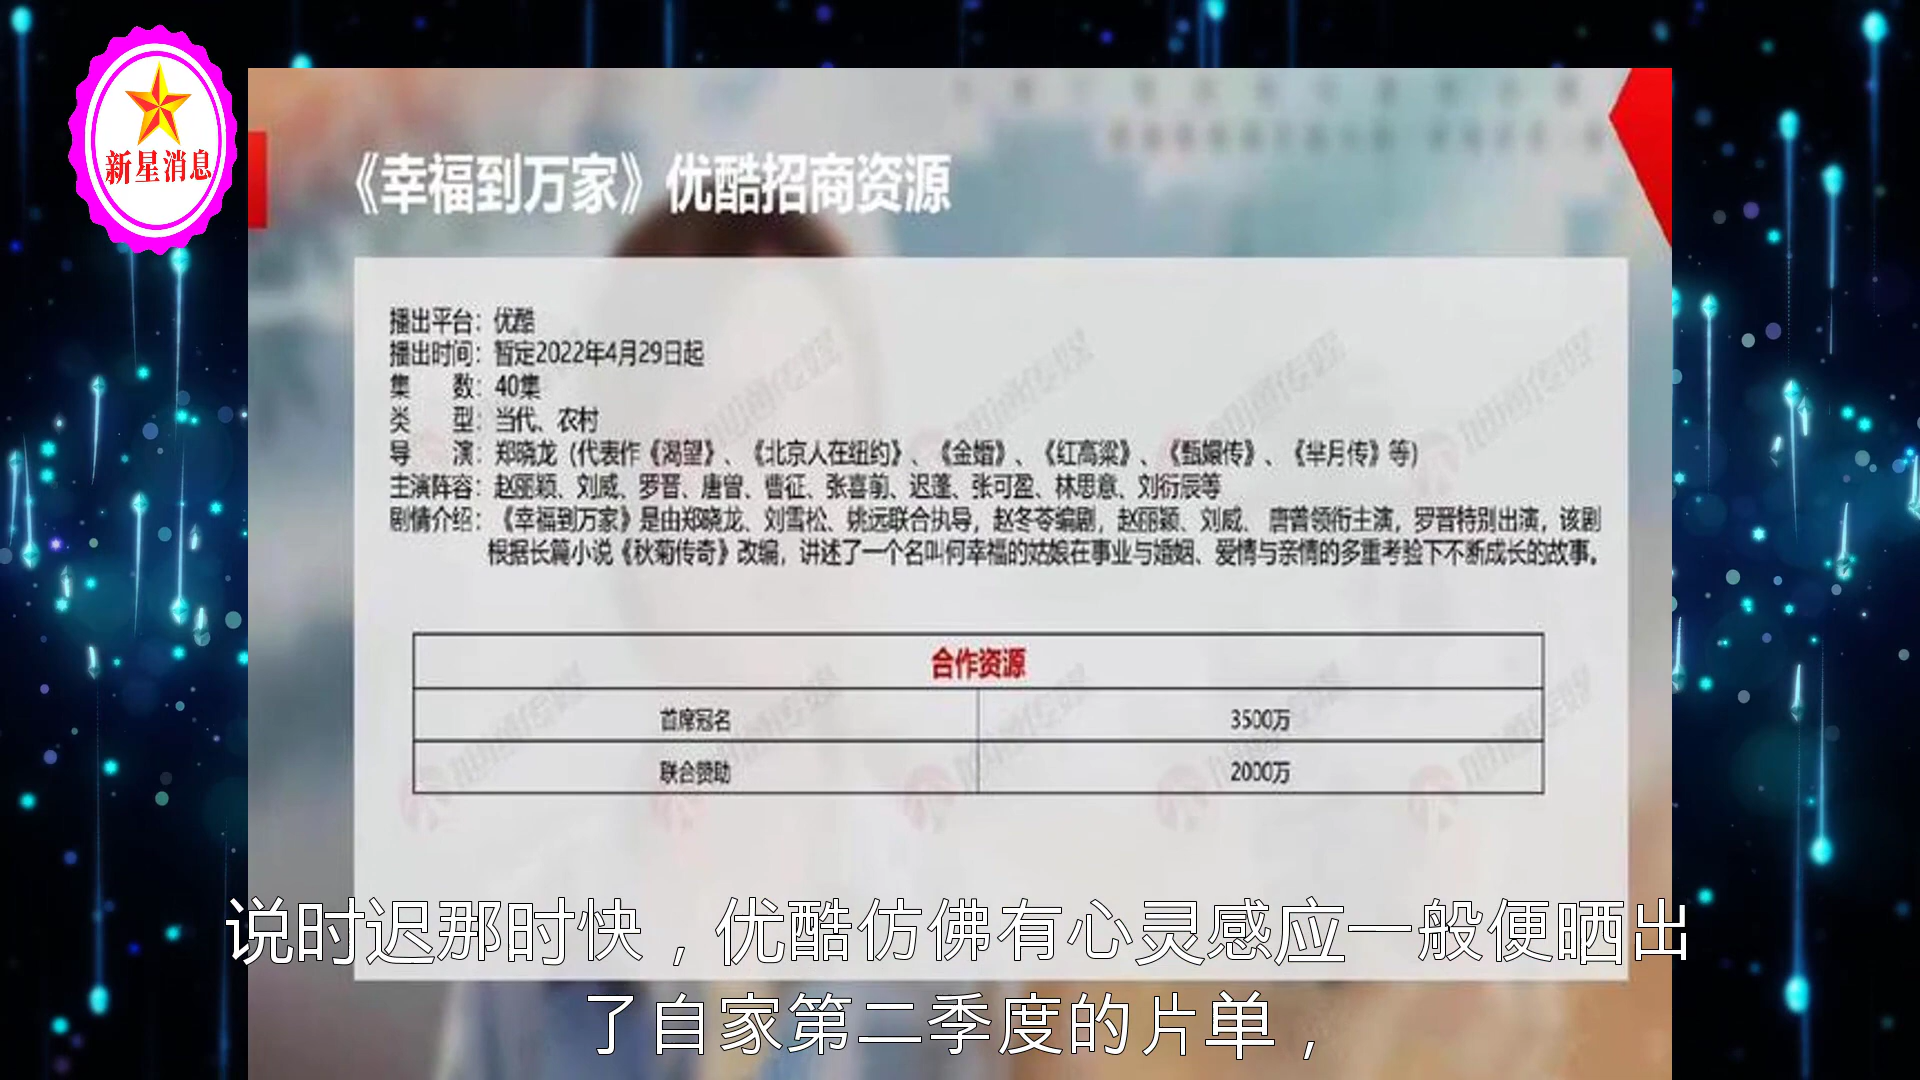 新星消息
《幸福到万家》优酷招商资源
播出平台：优酷
播出时间：暂定2022年4月29日起
集 数：40集
类 型：当代、农村
导 演：郑晓龙（代表作《渴望》、《北京人在纽约》、《金婚》、《红高粱》、《甄嬛传》、《芈月传》等）
主演阵容：赵丽颖、刘威、罗晋、唐曾、曹征、张喜前、迟蓬、张可盈、林思意、刘衍辰等
剧情介绍：《幸福到万家》是由郑晓龙、刘雪松、姚远联合执导，赵冬苓编剧，赵丽颖、刘威、唐曾领衔主演，罗晋特别出演，该剧
根据长篇小说《秋菊传奇》改编，讲述了一个名叫何幸福的姑娘在事业与婚姻、爱情与亲情的多重考验下不断成长的故事。
合作资源
首席冠名 3500万
联合赞助 2000万
说时迟那时快，优酷仿佛有心灵感应一般便晒出
了自家第二季度的片单，